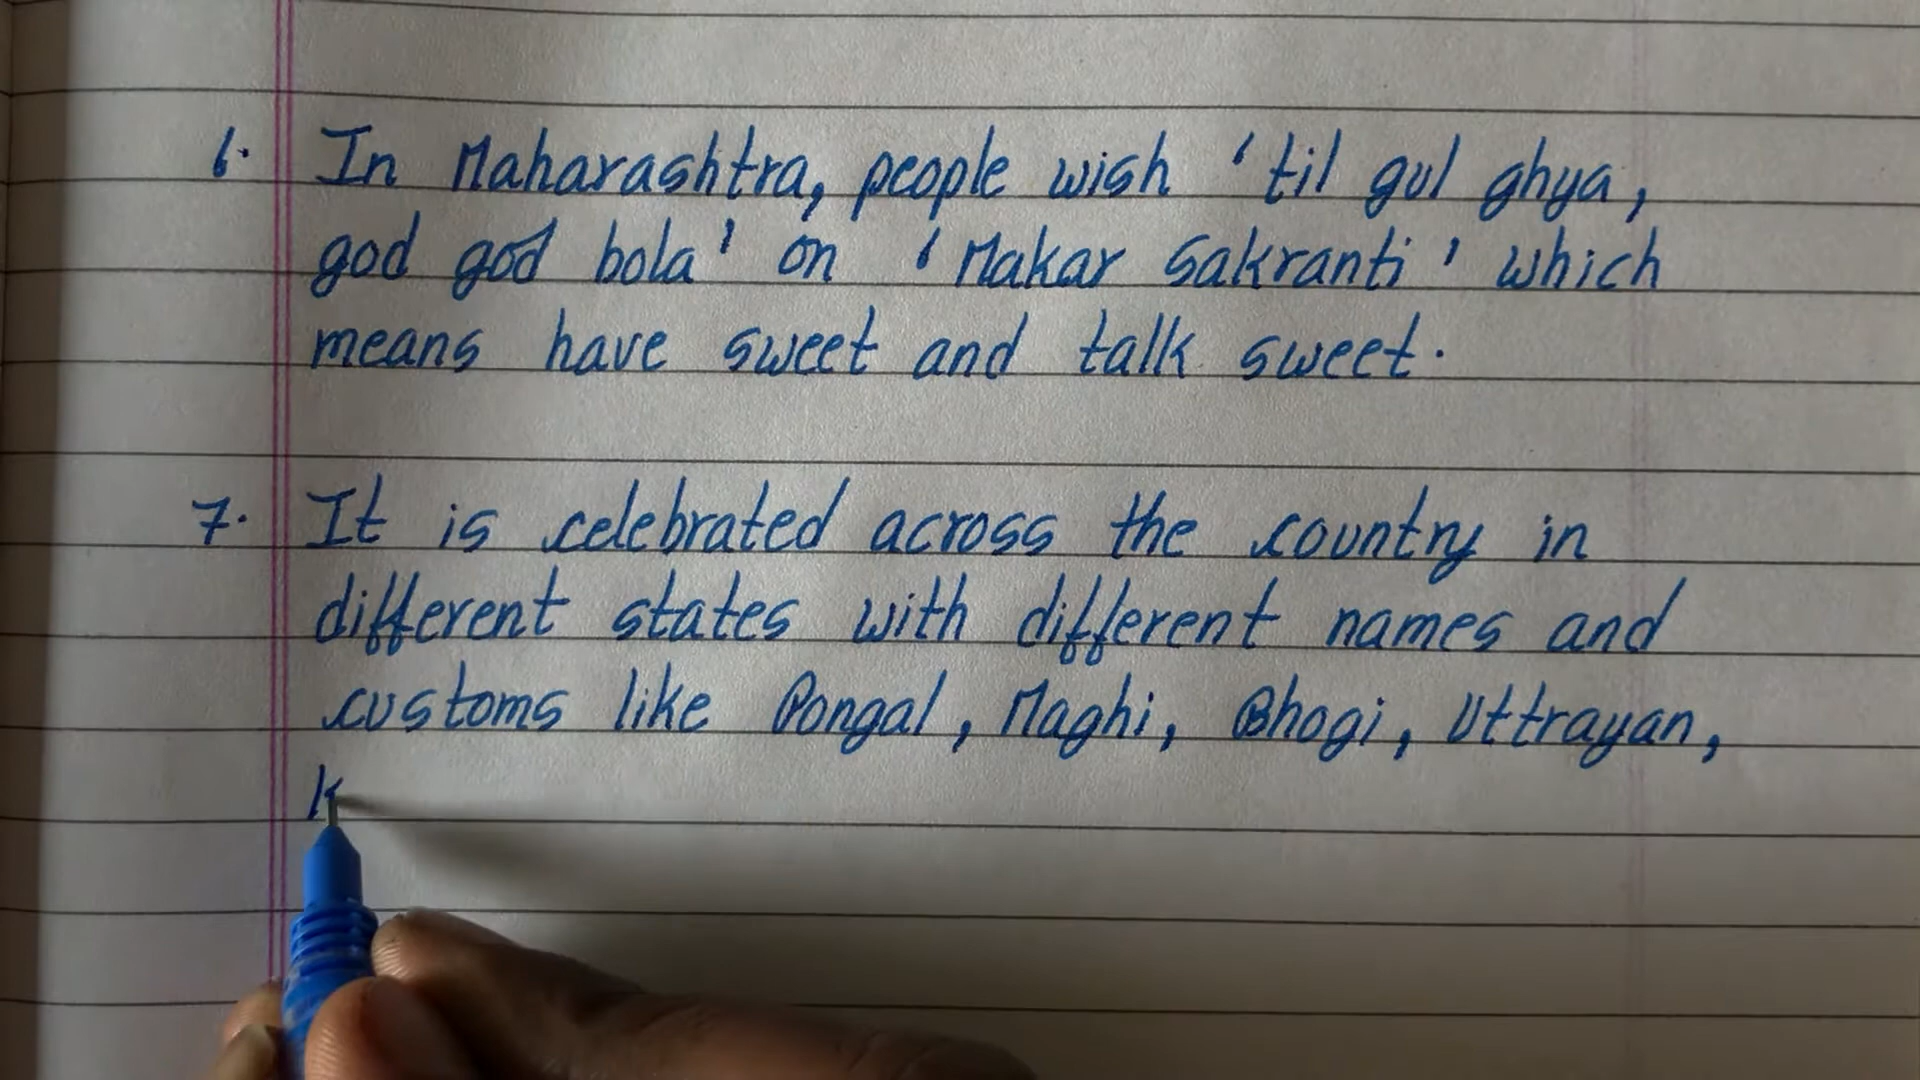 6. In Maharashtra, people wish 'til gul ghya,
god god bola' on 'Makar Sakranti' which
means have sweet and talk sweet.
7. It is celebrated across the country in
different states with different names and
customs like Pongal, Maghi, Bhogi, Uttrayan,
K